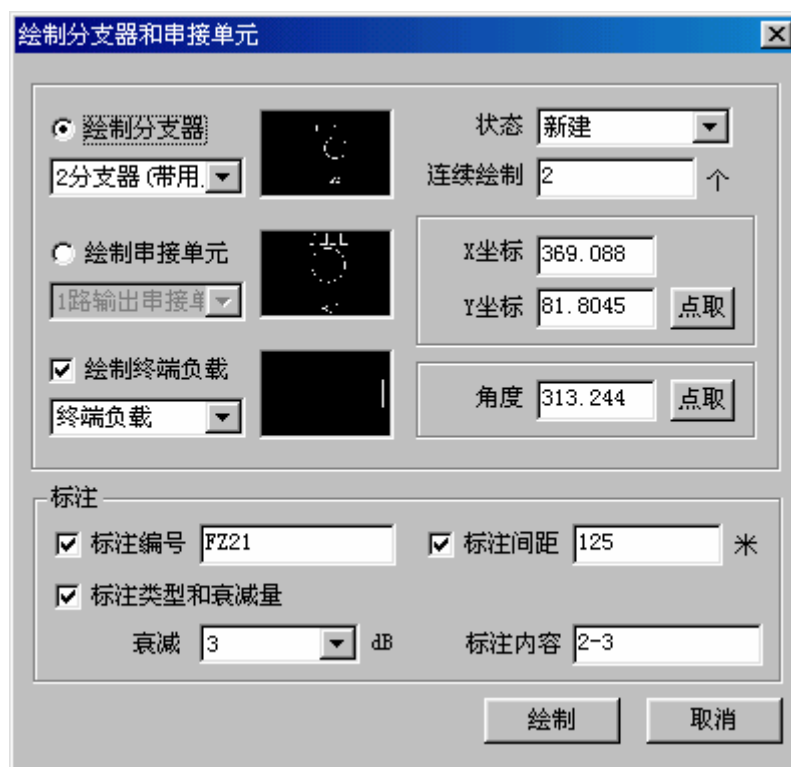 绘制分支器和串接单元
绘制分支器
2分支器(带用.
状态 新建
连续绘制 2 个
绘制串接单元
1路输出串接单
X坐标 369.088
Y坐标 81.8045 点取
绘制终端负载
终端负载
角度 313.244 点取
标注
标注编号 FZ21 标注间距 125 米
标注类型和衰减量
衰减 3 dB 标注内容 2-3
绘制 取消